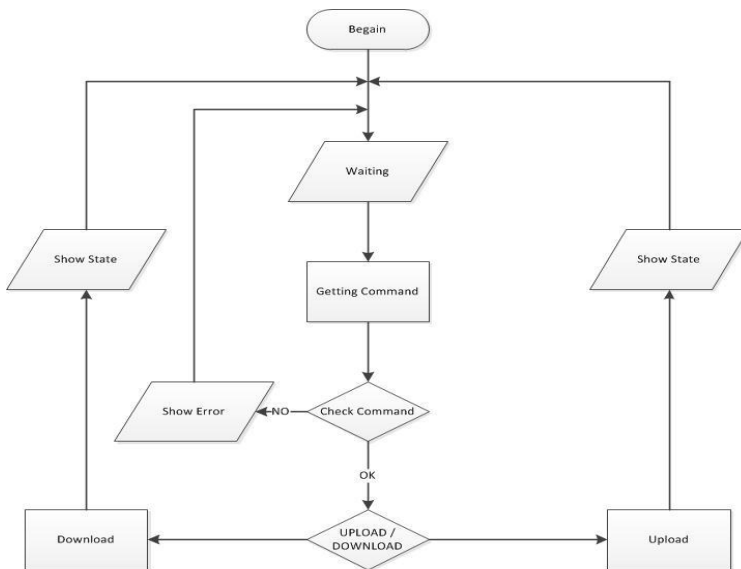 Begain
Waiting
Show State
Show State
Getting Command
Show Error
NO
Check Command
OK
Download
UPLOAD /
DOWNLOAD
Upload